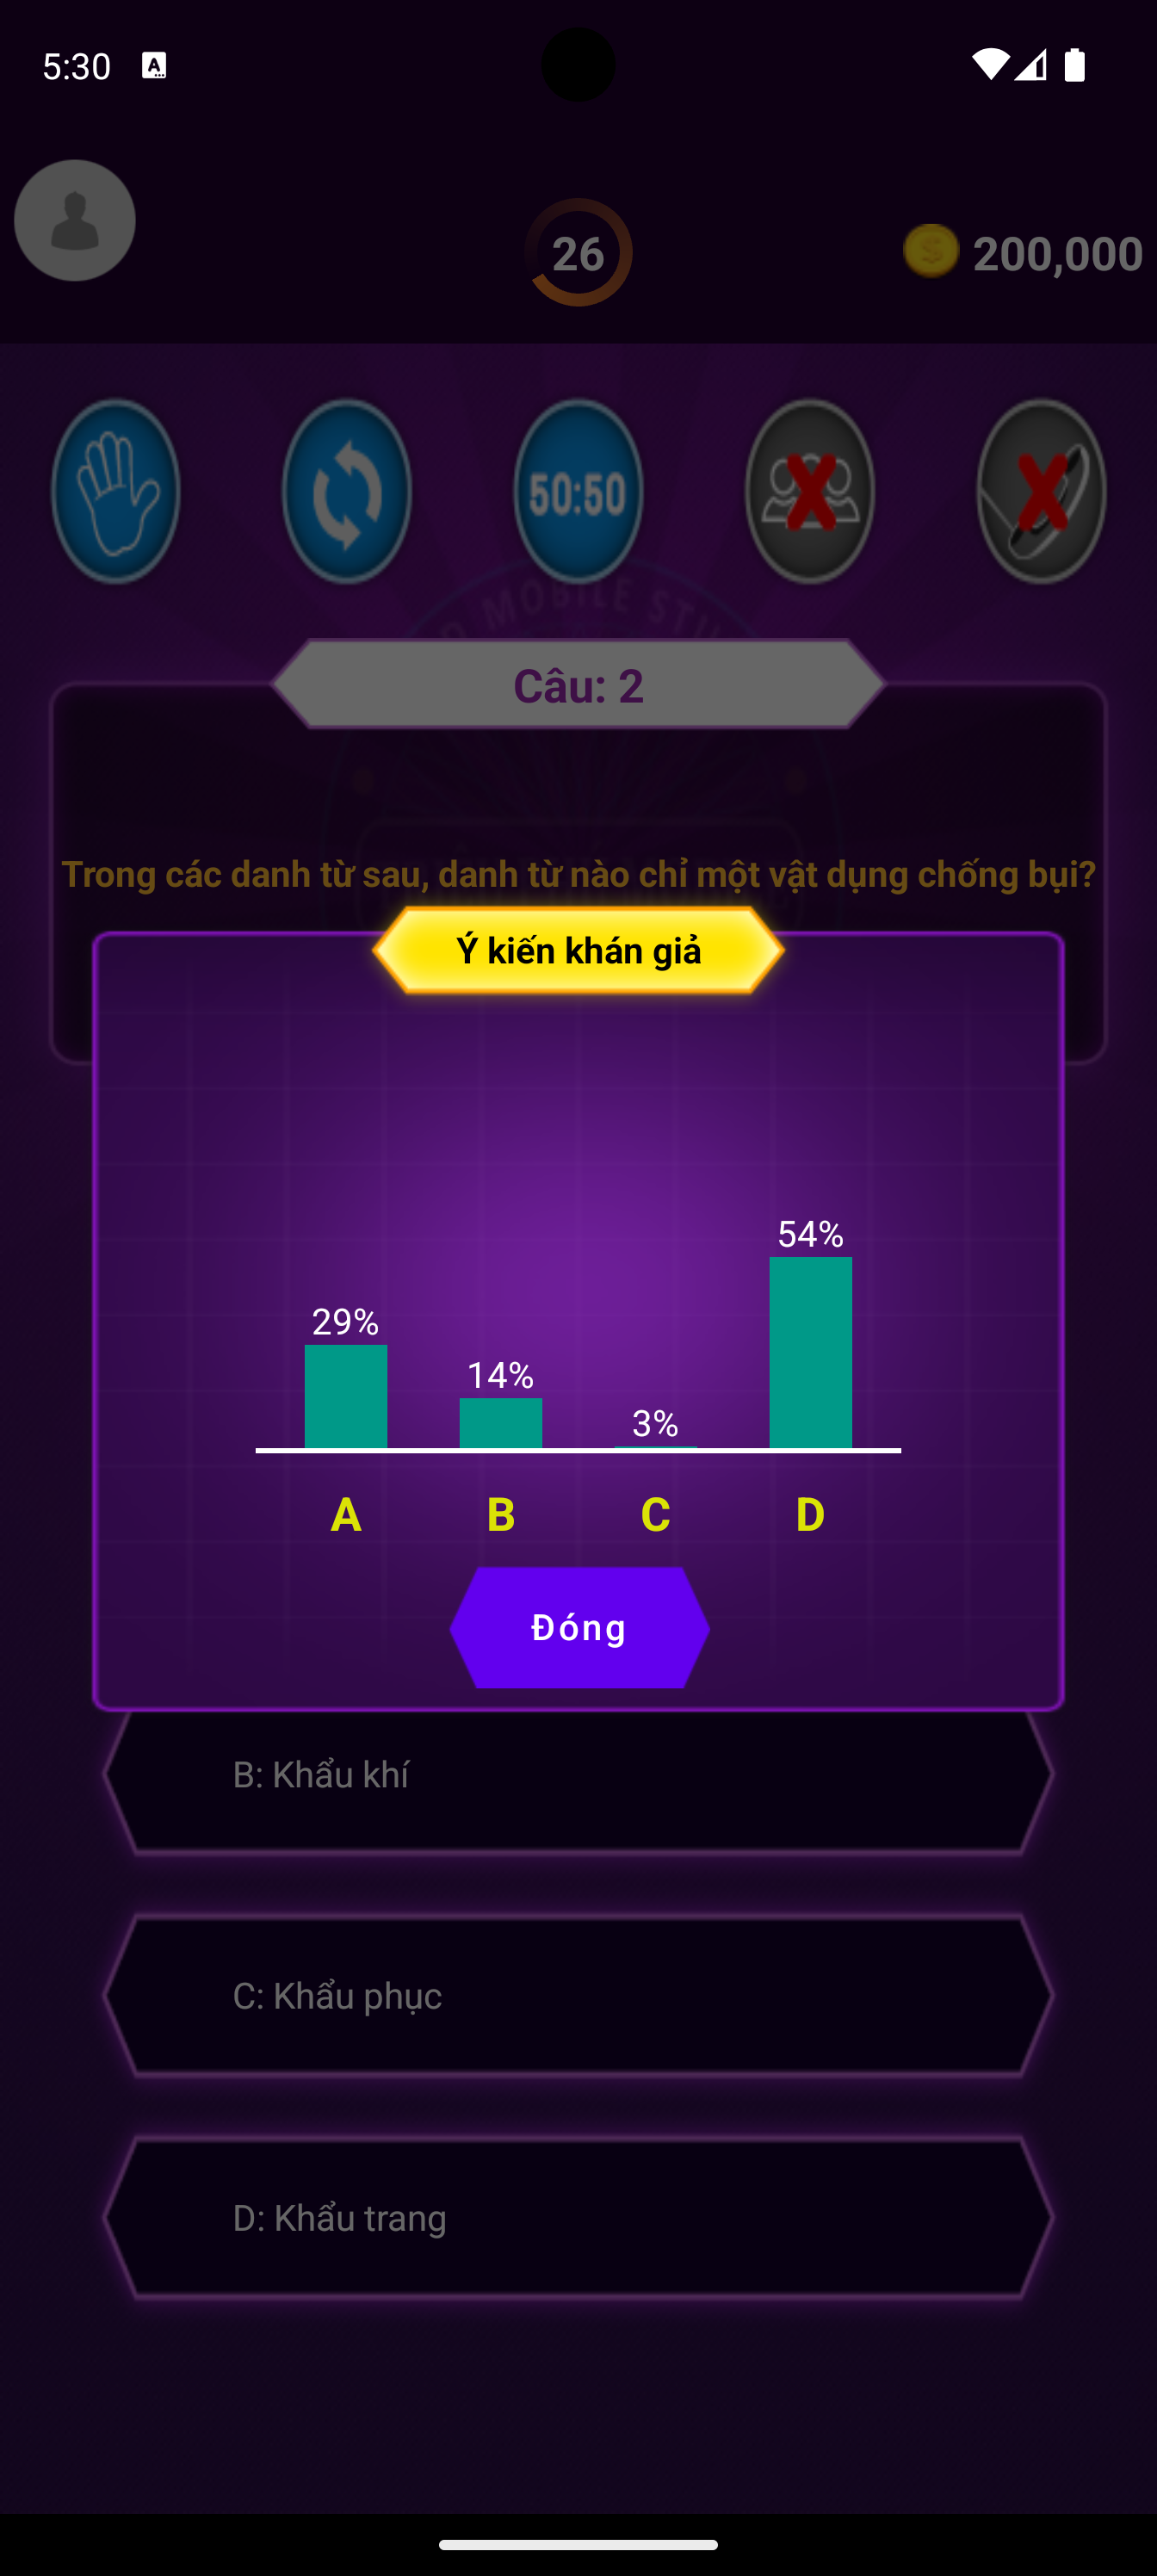 5:30
26
200,000
50:50
MOBILE
Câu: 2
Trong các danh từ sau, danh từ nào chỉ một vật dụng chống bụi?
Ý kiến khán giả
29%
14%
3%
54%
A
B
C
D
Đóng
B: Khẩu khí
C: Khẩu phục
D: Khẩu trang